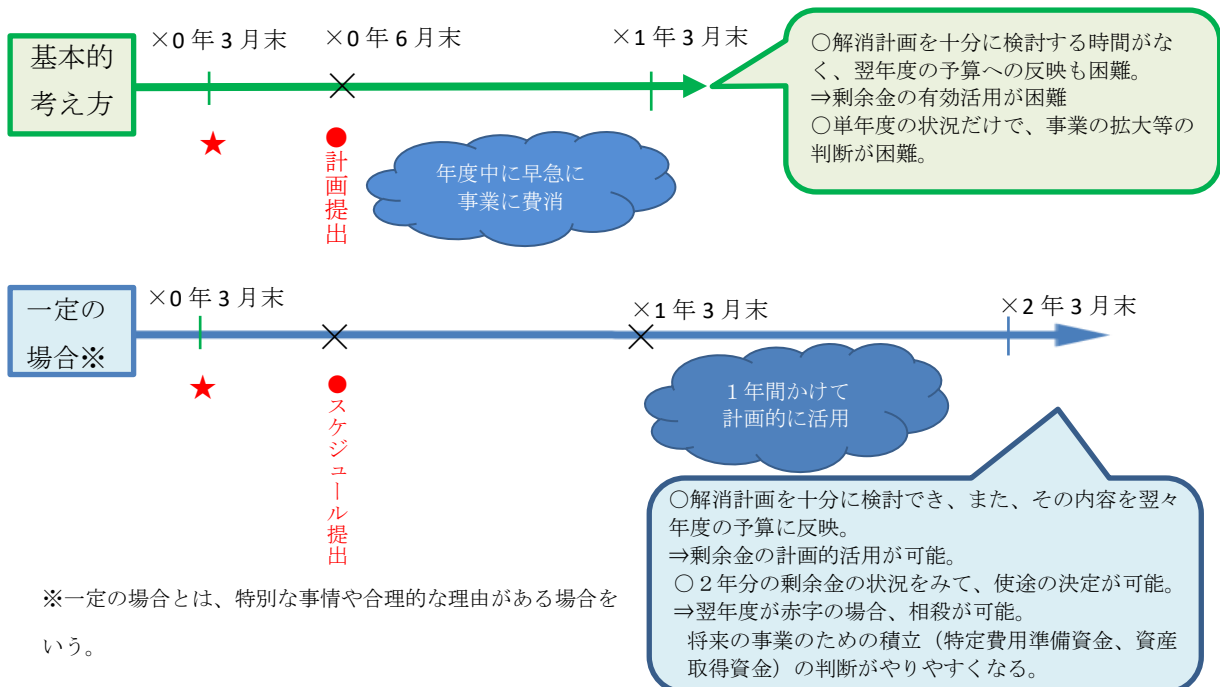 基本的
考え方
×0 年 3 月末
×0 年 6 月末
×1 年 3 月末
★
●計画提出
年度中に早急に
事業に費消
○解消計画を十分に検討する時間がな
く、翌年度の予算への反映も困難。
⇒剰余金の有効活用が困難
○単年度の状況だけで、事業の拡大等の
判断が困難。
一定の
場合※
×0 年 3 月末
×1 年 3 月末
×2 年 3 月末
★
●スケジュール提出
１年間かけて
計画的に活用
○解消計画を十分に検討でき、また、その内容を翌々
年度の予算に反映。
⇒剰余金の計画的活用が可能。
○２年分の剰余金の状況をみて、使途の決定が可能。
⇒翌年度が赤字の場合、相殺が可能。
将来の事業のための積立（特定費用準備資金、資産
取得資金）の判断がやりやすくなる。
※一定の場合とは、特別な事情や合理的な理由がある場合を
いう。